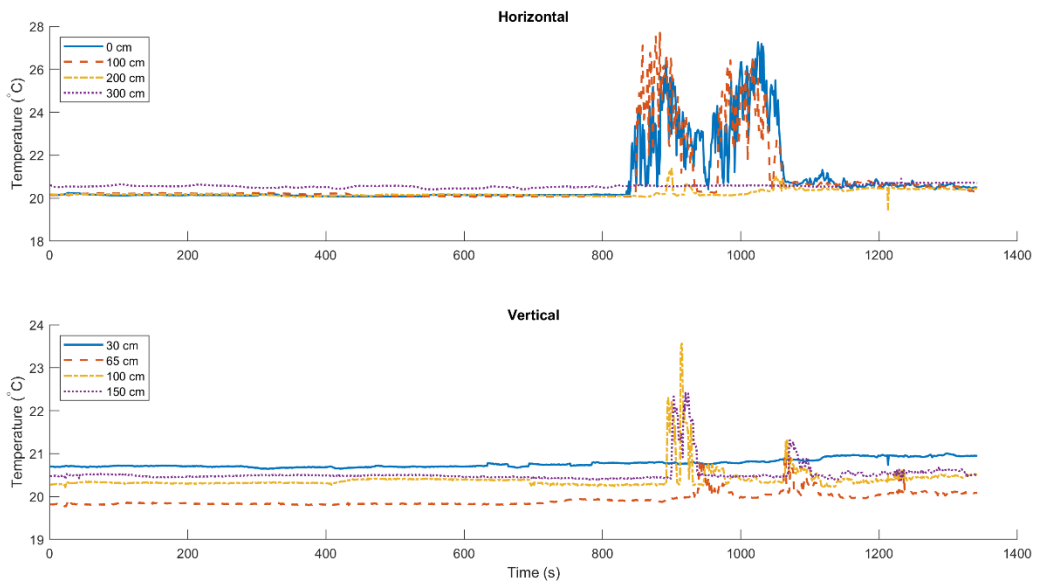 Horizontal
28
26
24
22
20
18
Temperature (°C)
0 cm
100 cm
200 cm
300 cm
0
200
400
600
800
1000
1200
1400
Vertical
24
23
22
21
20
19
Temperature (°C)
30 cm
65 cm
100 cm
150 cm
0
200
400
600
800
1000
1200
1400
Time (s)